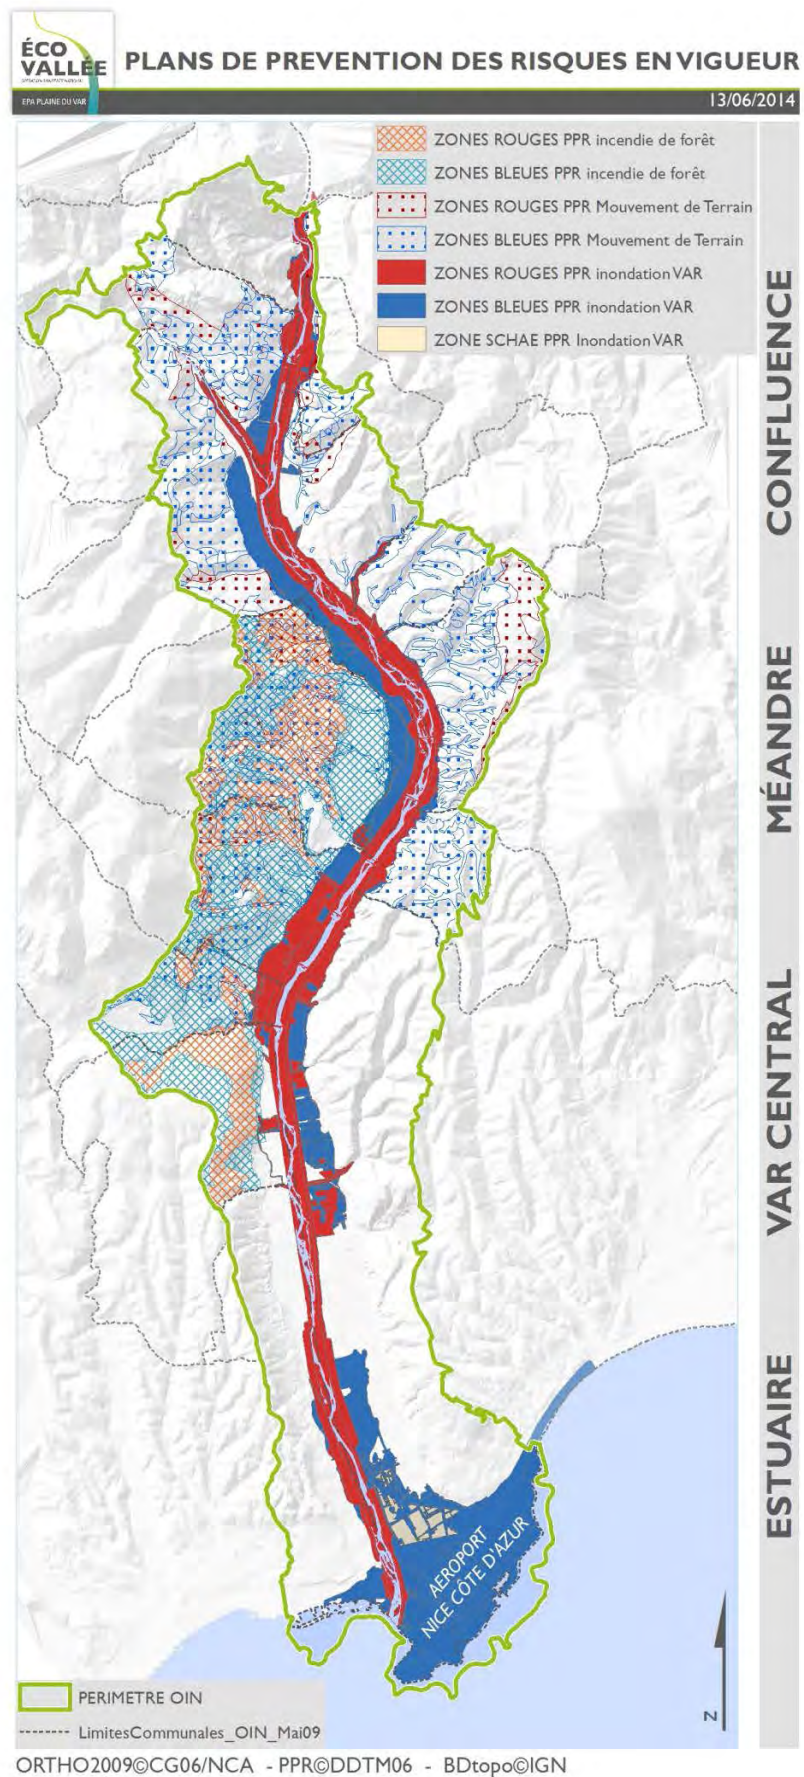 ÉCO
VALLÉE
EPA PLAINE DU VAR
PLANS DE PREVENTION DES RISQUES EN VIGUEUR
13/06/2014
ZONES ROUGES PPR incendie de forêt
ZONES BLEUES PPR incendie de forêt
ZONES ROUGES PPR Mouvement de Terrain
ZONES BLEUES PPR Mouvement de Terrain
ZONES ROUGES PPR inondation VAR
ZONES BLEUES PPR inondation VAR
ZONE SCHAE PPR Inondation VAR
CONFLUENCE
MÉANDRE
VAR CENTRAL
ESTUAIRE
AEROPORT
NICE CÔTE D'AZUR
N
PERIMETRE OIN
LimitesCommunales_OIN_Mai09
ORTHO2009©CG06/NCA - PPR©DDTM06 - BDtopo©IGN